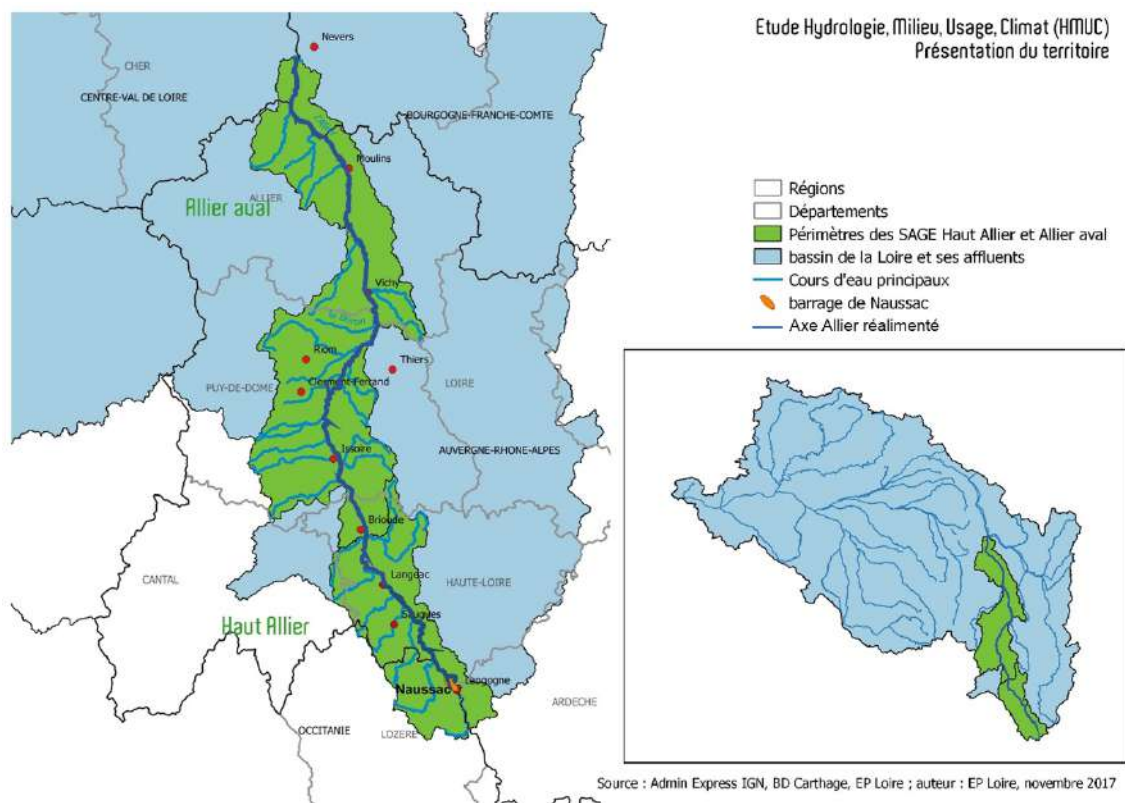 Etude Hydrologie, Milieu, Usage, Climat (HMUC)
Présentation du territoire
Nevers
CHER
CENTRE-VAL DE LOIRE
BOURGOGNE-FRANCHE-COMTE
Moulins
ALLIER
Allier aval
Vichy
Riom
Thiers
PUY-DE-DOME
Clermont-Ferrand
LOIRE
Issoire
AUVERGNE-RHONE-ALPES
Brioude
CANTAL
Langeac
HAUTE-LOIRE
Saugues
Haut Allier
Naussac
Langogne
ARDECHE
OCCITANIE
LOZERE
Régions
Départements
Périmètres des SAGE Haut Allier et Allier aval
bassin de la Loire et ses affluents
Cours d'eau principaux
barrage de Naussac
Axe Allier réalimenté
Source : Admin Express IGN, BD Carthage, EP Loire ; auteur : EP Loire, novembre 2017